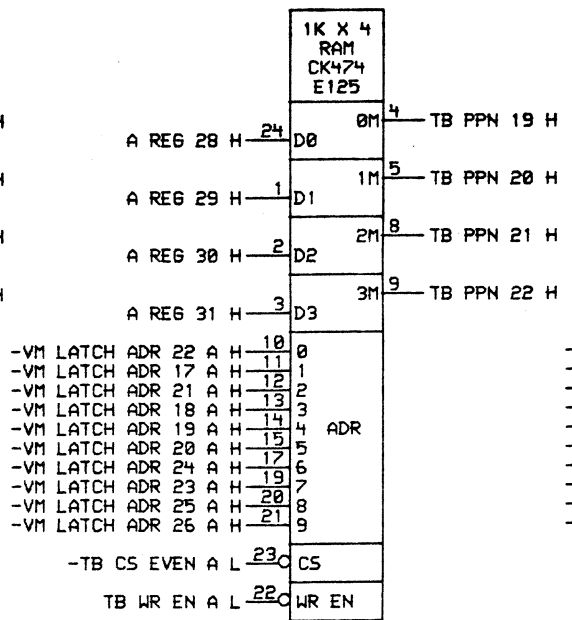 1K X 4
RAM
CK474
E125
H
0M 4 TB PPN 19 H
A REG 28 H 24 D0
H
1M 5 TB PPN 20 H
A REG 29 H 1 D1
H
2M 8 TB PPN 21 H
A REG 30 H 2 D2
H
3M 9 TB PPN 22 H
A REG 31 H 3 D3
-VM LATCH ADR 22 A H 10 0
-VM LATCH ADR 17 A H 11 1
-VM LATCH ADR 21 A H 12 2
-VM LATCH ADR 18 A H 13 3
-VM LATCH ADR 19 A H 14 4 ADR
-VM LATCH ADR 20 A H 15 5
-VM LATCH ADR 24 A H 17 6
-VM LATCH ADR 23 A H 19 7
-VM LATCH ADR 25 A H 20 8
-VM LATCH ADR 26 A H 21 9
-TB CS EVEN A L 23 CS
TB WR EN A L 22 WR EN